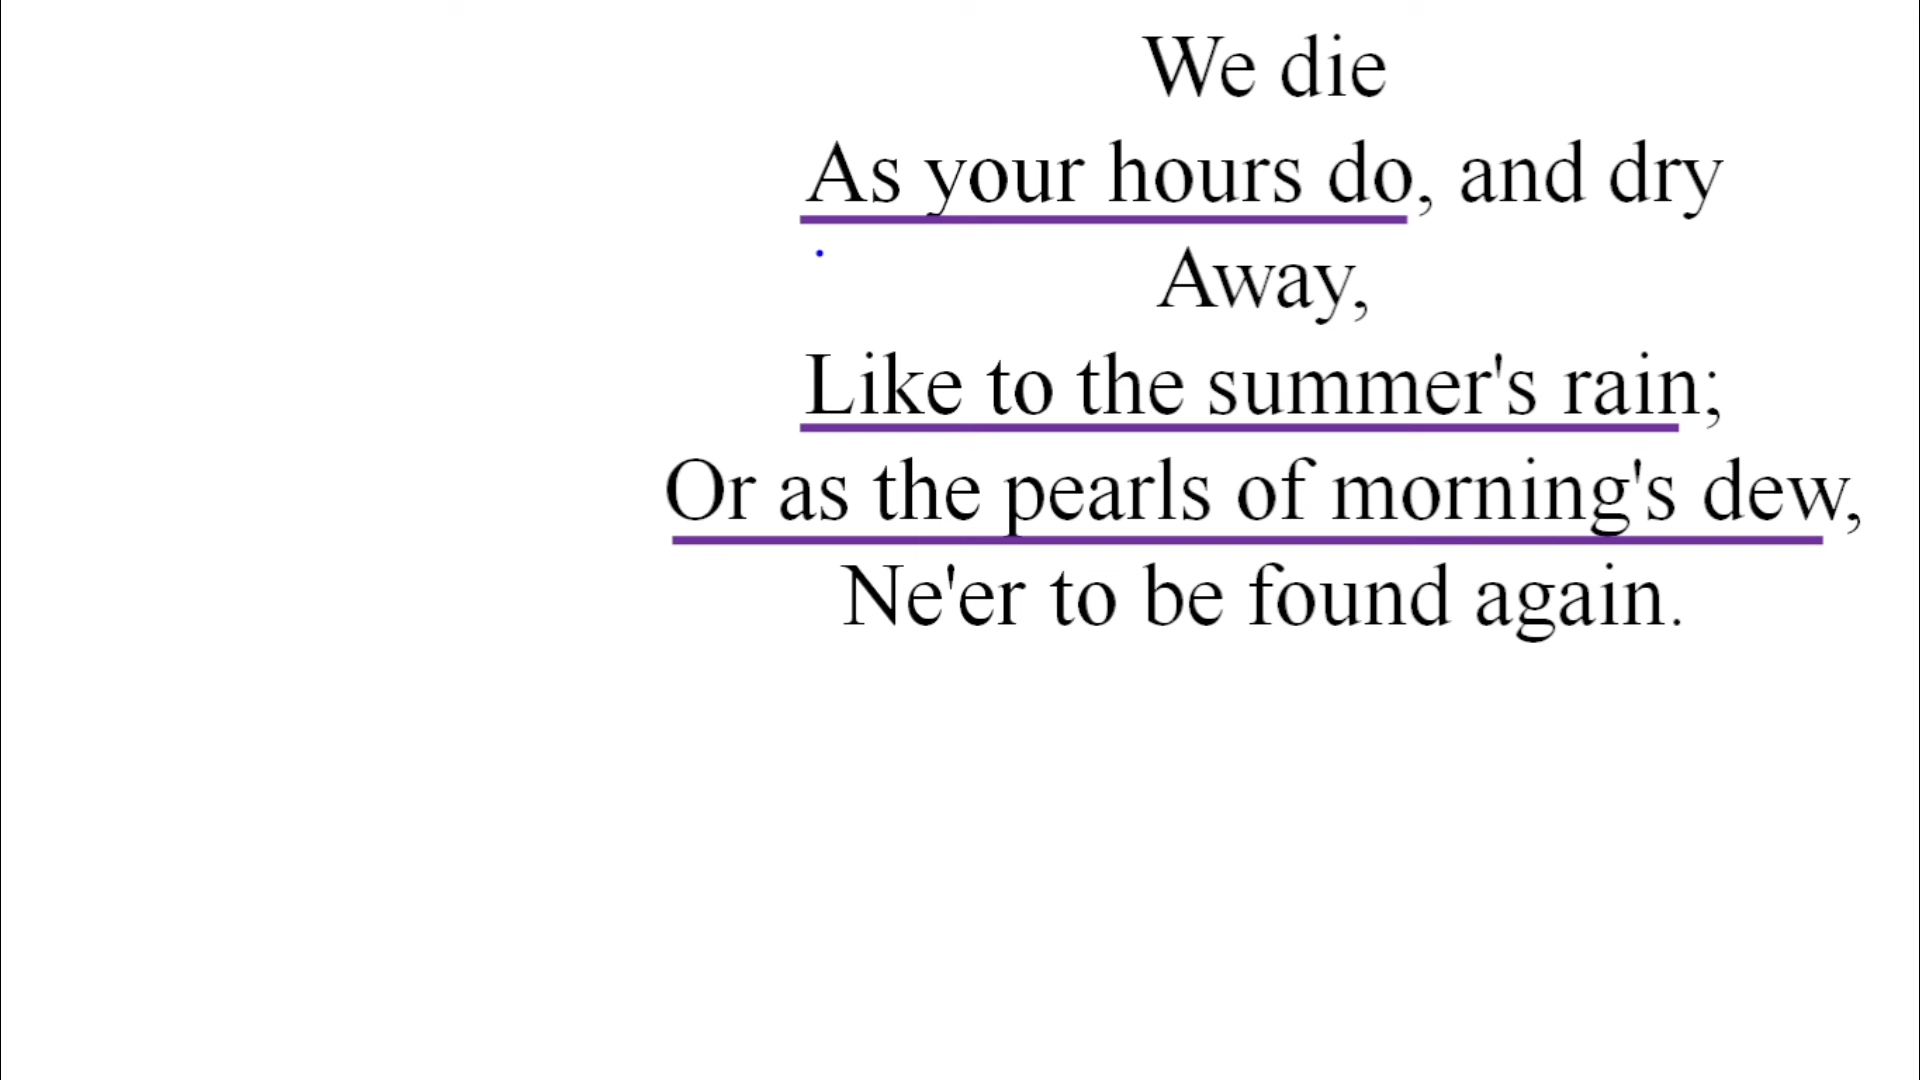 We die
As your hours do, and dry
Away,
Like to the summer's rain;
Or as the pearls of morning's dew,
Ne'er to be found again.